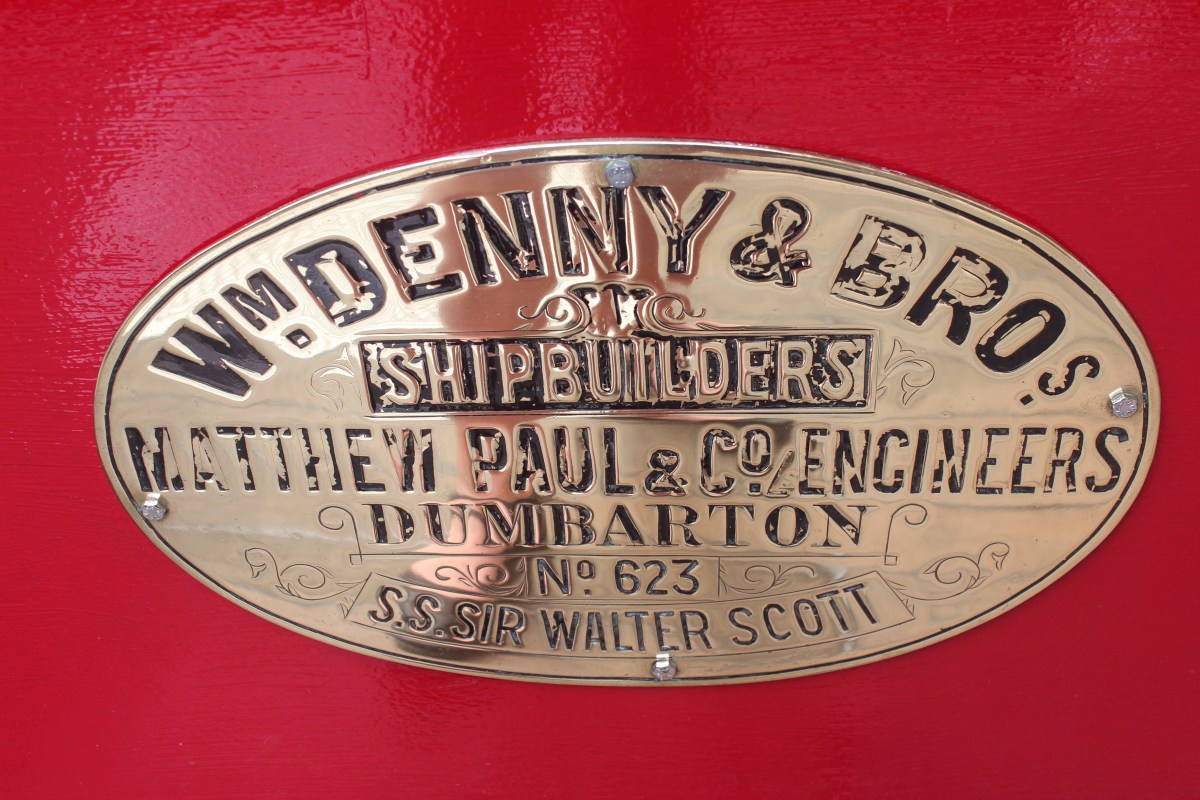 WM. DENNY & BROS.
SHIPBUILDERS
MATTHEW PAUL & Co/ ENGINEERS
DUMBARTON
No 623
S.S. SIR WALTER SCOTT